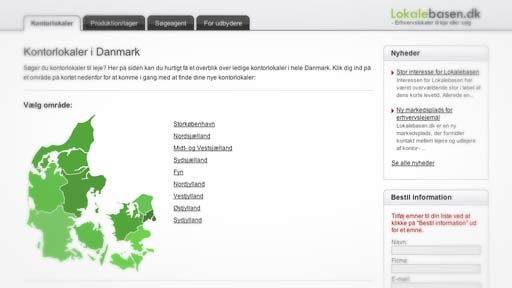 Lokalebasen.dk
- Erhvervslokaler til leje eller salg
Kontorlokaler
Produktion/lager
Søgeagent
For udbydere
Kontorlokaler i Danmark
Søger du kontorlokaler til leje? Her på siden kan du hurtigt få et overblik over ledige kontorlokaler i hele Danmark. Klik dig ind på
et område på kortet nedenfor for at komme i gang med at finde dine nye kontorlokaler:
Vælg område:
Storkøbenhavn
Nordsjælland
Midt- og Vestsjælland
Sydsjælland
Fyn
Nordjylland
Vestjylland
Østjylland
Sydjylland
Nyheder
Stor interesse for Lokalebasen
Interessen for Lokalebasen har
været overvældende stor i løbet af
dens korte levetid. Allerede en...
Ny markedsplads for
erhvervslejemål
Lokalebasen.dk er en ny
markedsplads, der formidler
kontakt mellem lejere og udlejere
af kontor- ...
Se alle nyheder
Bestil information
Tilføj emner til din liste ved at
klikke på "Bestil information" ud
for et emne.
Navn:
Firma:
E-mail: